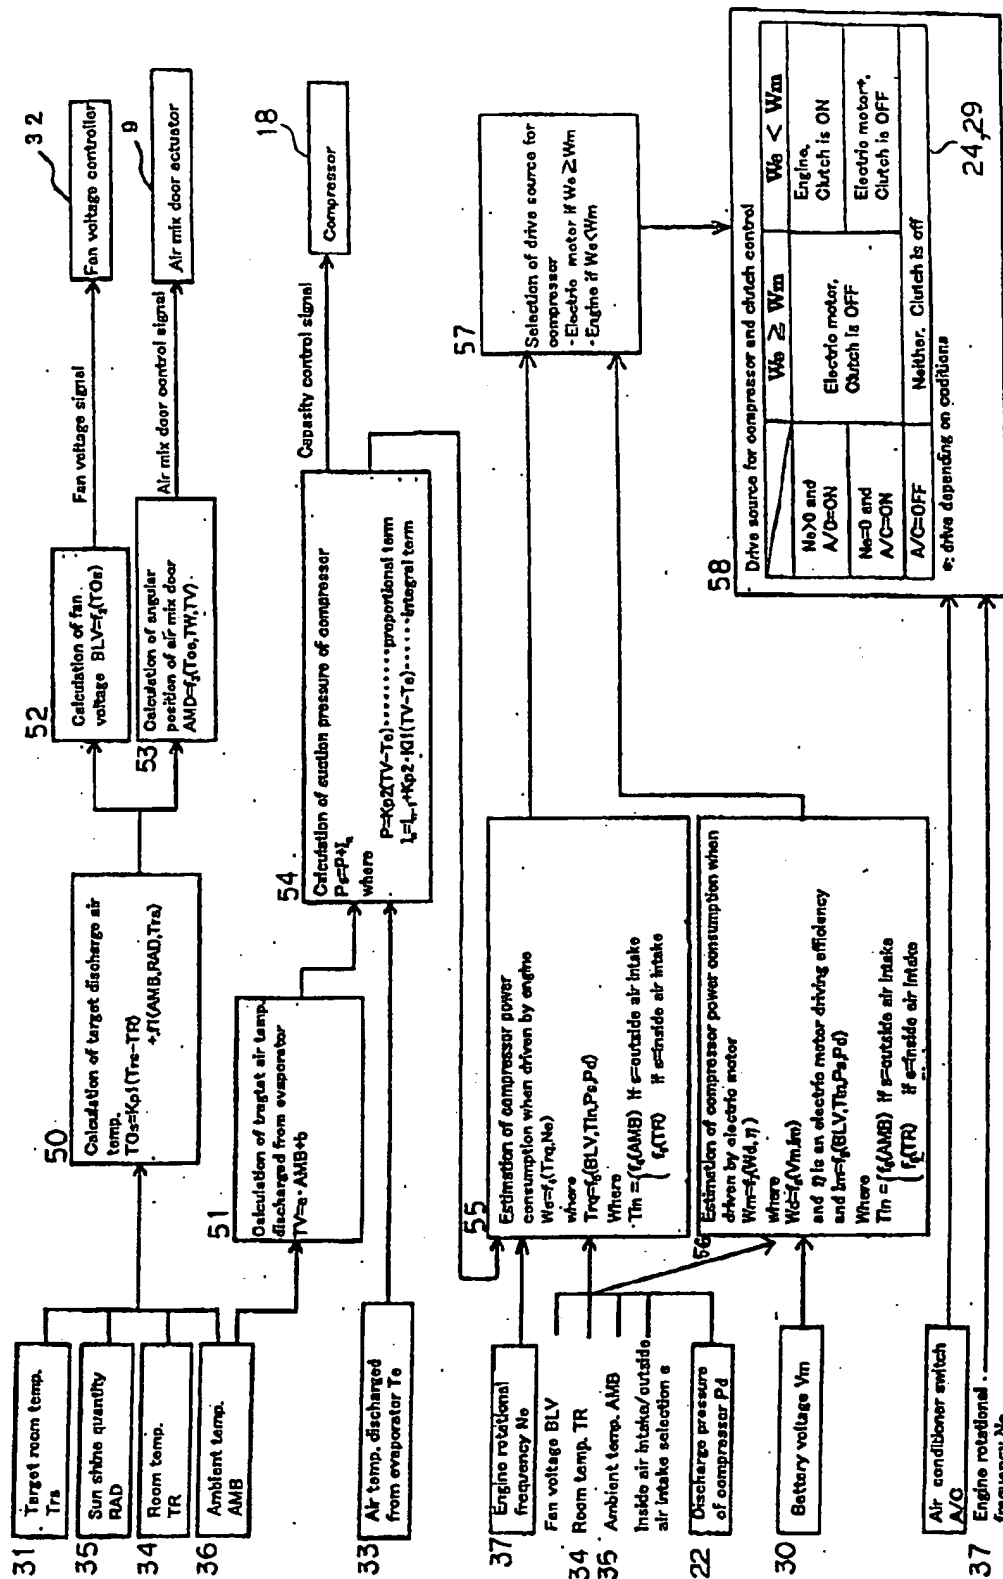 31
Target room temp.
Trs
35
Sun shine quantity
RAD
34
Room temp.
TR
36
Ambient temp.
AMB
33
Air temp. discharged
from evaporator Te
37
Engine rotational
frequency Ne
Fan voltage BLV
34 Room temp. TR
36 Ambient temp. AMB
Inside air intake/outside
air intake selection s
22
Discharge pressure
of compressor Pd
30
Battery voltage Vm
Air conditioner switch
A/C
37
Engine rotational
frequency Ne
50
Calculation of target discharge air
temp.
TOs=Kp1(Trs-TR)
+f1(AMB,RAD,Trs)
51
Calculation of tragtat air temp.
discharged from evaporator
TV=a・AMB+b
52
Calculation of fan
voltage BLV=f₂(TOs)
53
Calculation of angular
position of air mix door
AMD=f₃(Tos,TW,TV)
Fan voltage signal
Air mix door control signal
32
Fan voltage controller
9
Air mix door actuator
54
Calculation of suction pressure of compressor
Ps=P+Iₙ
where
P=Kp2(TV-Te)………proportional term
Iₙ=Iₙ₋₁+Kp2・Ki1(TV-Te)……integral term
Capacity control signal
18
Compressor
55
Estimation of compressor power
consumption when driven by engine
We=f₄(Trq,Ne)
where
Trq=f₅(BLV,Tin,Ps,Pd)
Where
Tin = { f₆(AMB) if s=outside air intake
f₆(TR) if s=inside air intake
56
Estimation of compressor power consumption when
driven by electric motor
Wm=f₇(Wd, η)
where
Wd=f₈(Vm,Im)
and η is an electric motor driving efficiency
and Im=f₉(BLV,Tin,Ps,Pd)
Where
Tin = { f₆(AMB) if s=outside air intake
f₆(TR) if s=inside air intake
57
Selection of drive source for
compressor
-Electric motor if We ≥ Wm
-Engine if We<Wm
58
Drive source for compressor and clutch control
We ≥ Wm
We < Wm
Ne>0 and
A/C=ON
Electric motor,
Clutch is OFF
Engine,
Clutch is ON
Ne=0 and
A/C=ON
Electric motor*,
Clutch is OFF
A/C=OFF
Neither. Clutch is off
*: drive depending on coditions
24,29